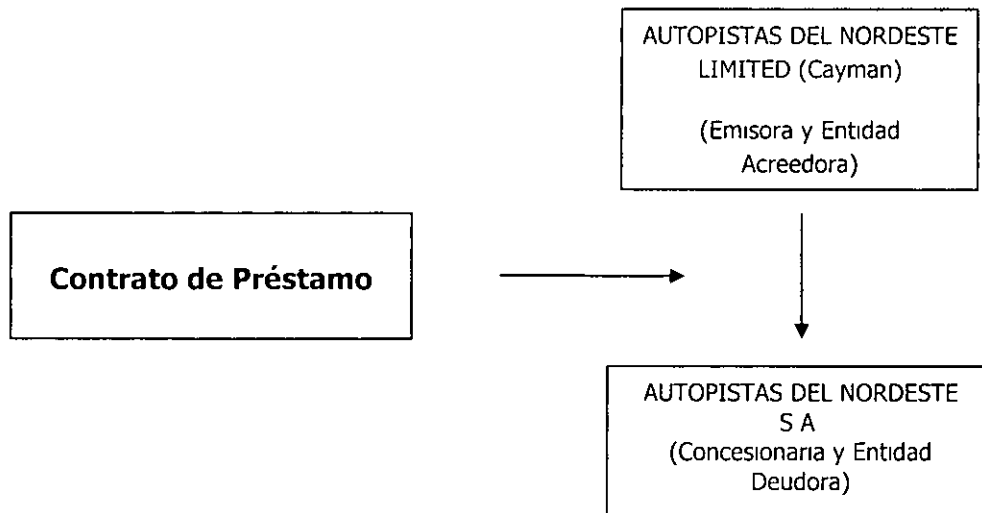 AUTOPISTAS DEL NORDESTE
LIMITED (Cayman)
(Emisora y Entidad
Acreedora)
Contrato de Préstamo
AUTOPISTAS DEL NORDESTE
S A
(Concesionaria y Entidad
Deudora)